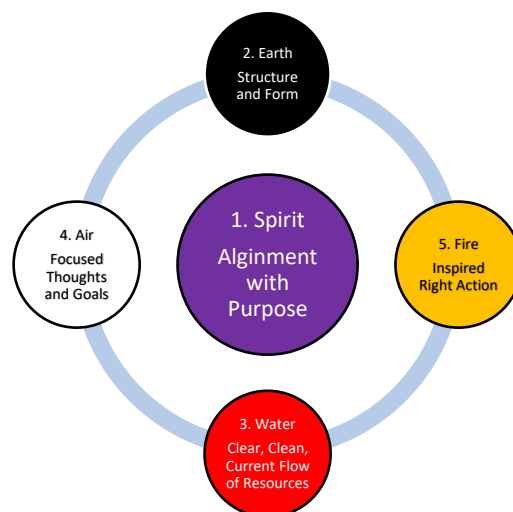 2. Earth
Structure
and Form
1. Spirit
Alginment
with
Purpose
4. Air
Focused
Thoughts
and Goals
5. Fire
Inspired
Right Action
3. Water
Clear, Clean,
Current Flow
of Resources